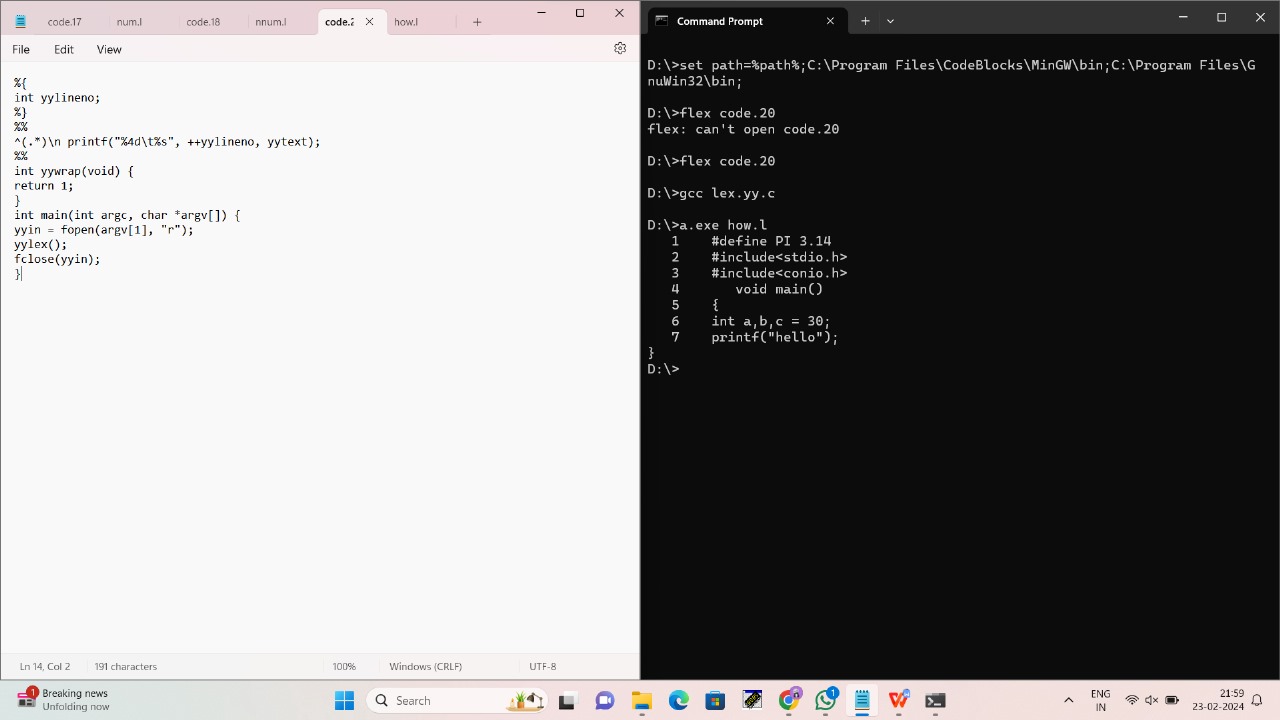 code.17 num.l code.18 nnum.l code.2 how.l
File Edit View
%{
int yylineno;
%}
%%
^(.*)\n printf("%4d\t%s", ++yylineno, yytext);
%%
int yywrap(void) {
return 1;
}
int main(int argc, char *argv[]) {
yyin = fopen(argv[1], "r");
yylex();
fclose(yyin);
}
Ln 14, Col 2 191 characters 100% Windows (CRLF) UTF-8
Command Prompt
D:\>set path=%path%;C:\Program Files\CodeBlocks\MinGW\bin;C:\Program Files\G
nuWin32\bin;
D:\>flex code.20
flex: can't open code.20
D:\>flex code.20
D:\>gcc lex.yy.c
D:\>a.exe how.l
1 #define PI 3.14
2 #include<stdio.h>
3 #include<conio.h>
4 void main()
5 {
6 int a,b,c = 30;
7 printf("hello");
}
D:\>
1
Breaking news
Unfolding now
Search
1
ENG
IN
21:59
23-02-2024